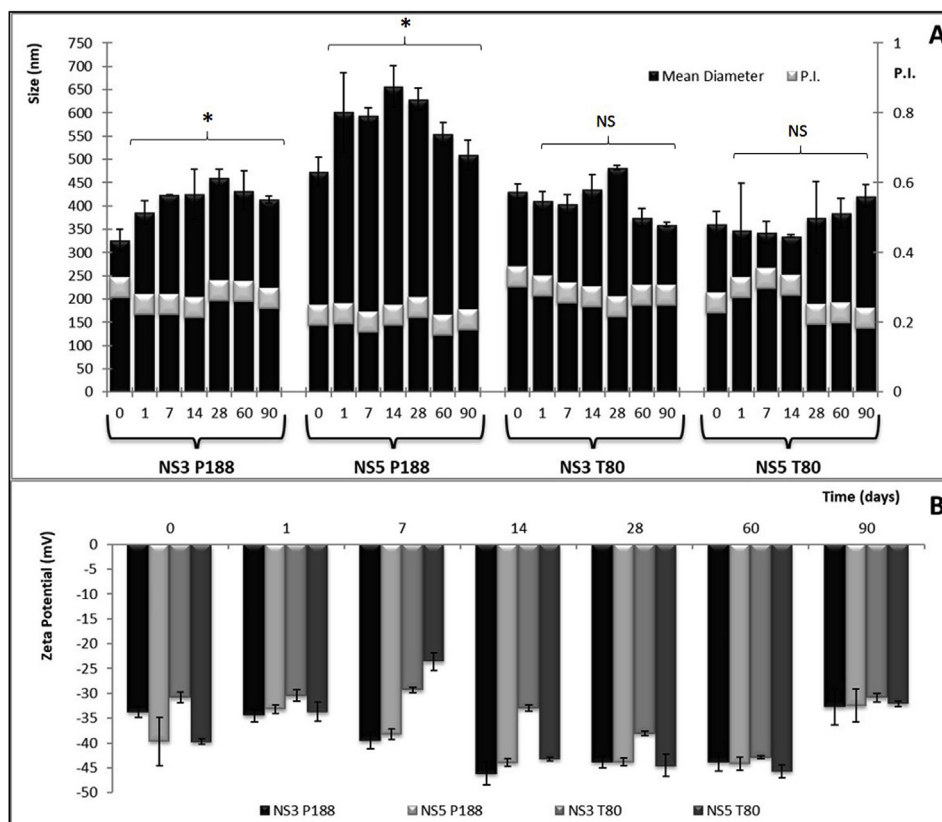 A
Size (nm)
P.I.
750
700
650
600
550
500
450
400
350
300
250
200
150
100
50
0
1
0.8
0.6
0.4
0.2
0
*
*
NS
NS
Mean Diameter
P.I.
0 1 7 14 28 60 90 0 1 7 14 28 60 90 0 1 7 14 28 60 90 0 1 7 14 28 60 90
NS3 P188 NS5 P188 NS3 T80 NS5 T80
B
Time (days)
0 1 7 14 28 60 90
Zeta Potential (mV)
0
-5
-10
-15
-20
-25
-30
-35
-40
-45
-50
NS3 P188 NS5 P188 NS3 T80 NS5 T80